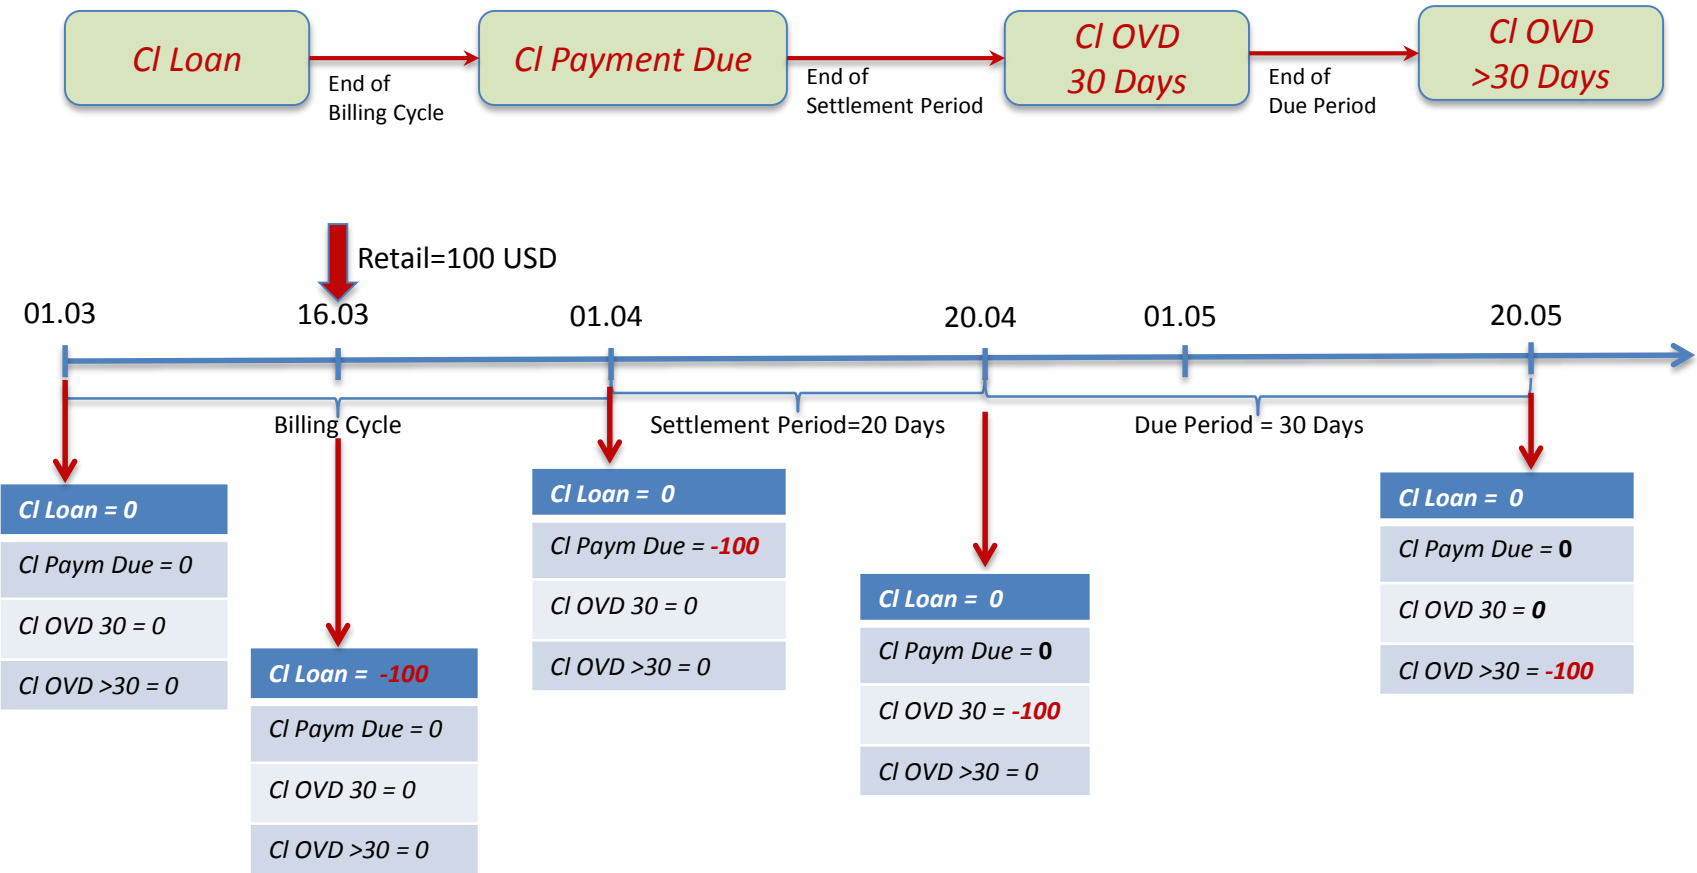 Cl Loan
End of
Billing Cycle
Cl Payment Due
End of
Settlement Period
Cl OVD
30 Days
End of
Due Period
Cl OVD
>30 Days
Retail=100 USD
01.03
16.03
01.04
20.04
01.05
20.05
Billing Cycle
Settlement Period=20 Days
Due Period = 30 Days
Cl Loan = 0
Cl Paym Due = 0
Cl OVD 30 = 0
Cl OVD >30 = 0
Cl Loan = -100
Cl Paym Due = 0
Cl OVD 30 = 0
Cl OVD >30 = 0
Cl Loan = 0
Cl Paym Due = -100
Cl OVD 30 = 0
Cl OVD >30 = 0
Cl Loan = 0
Cl Paym Due = 0
Cl OVD 30 = -100
Cl OVD >30 = 0
Cl Loan = 0
Cl Paym Due = 0
Cl OVD 30 = 0
Cl OVD >30 = -100